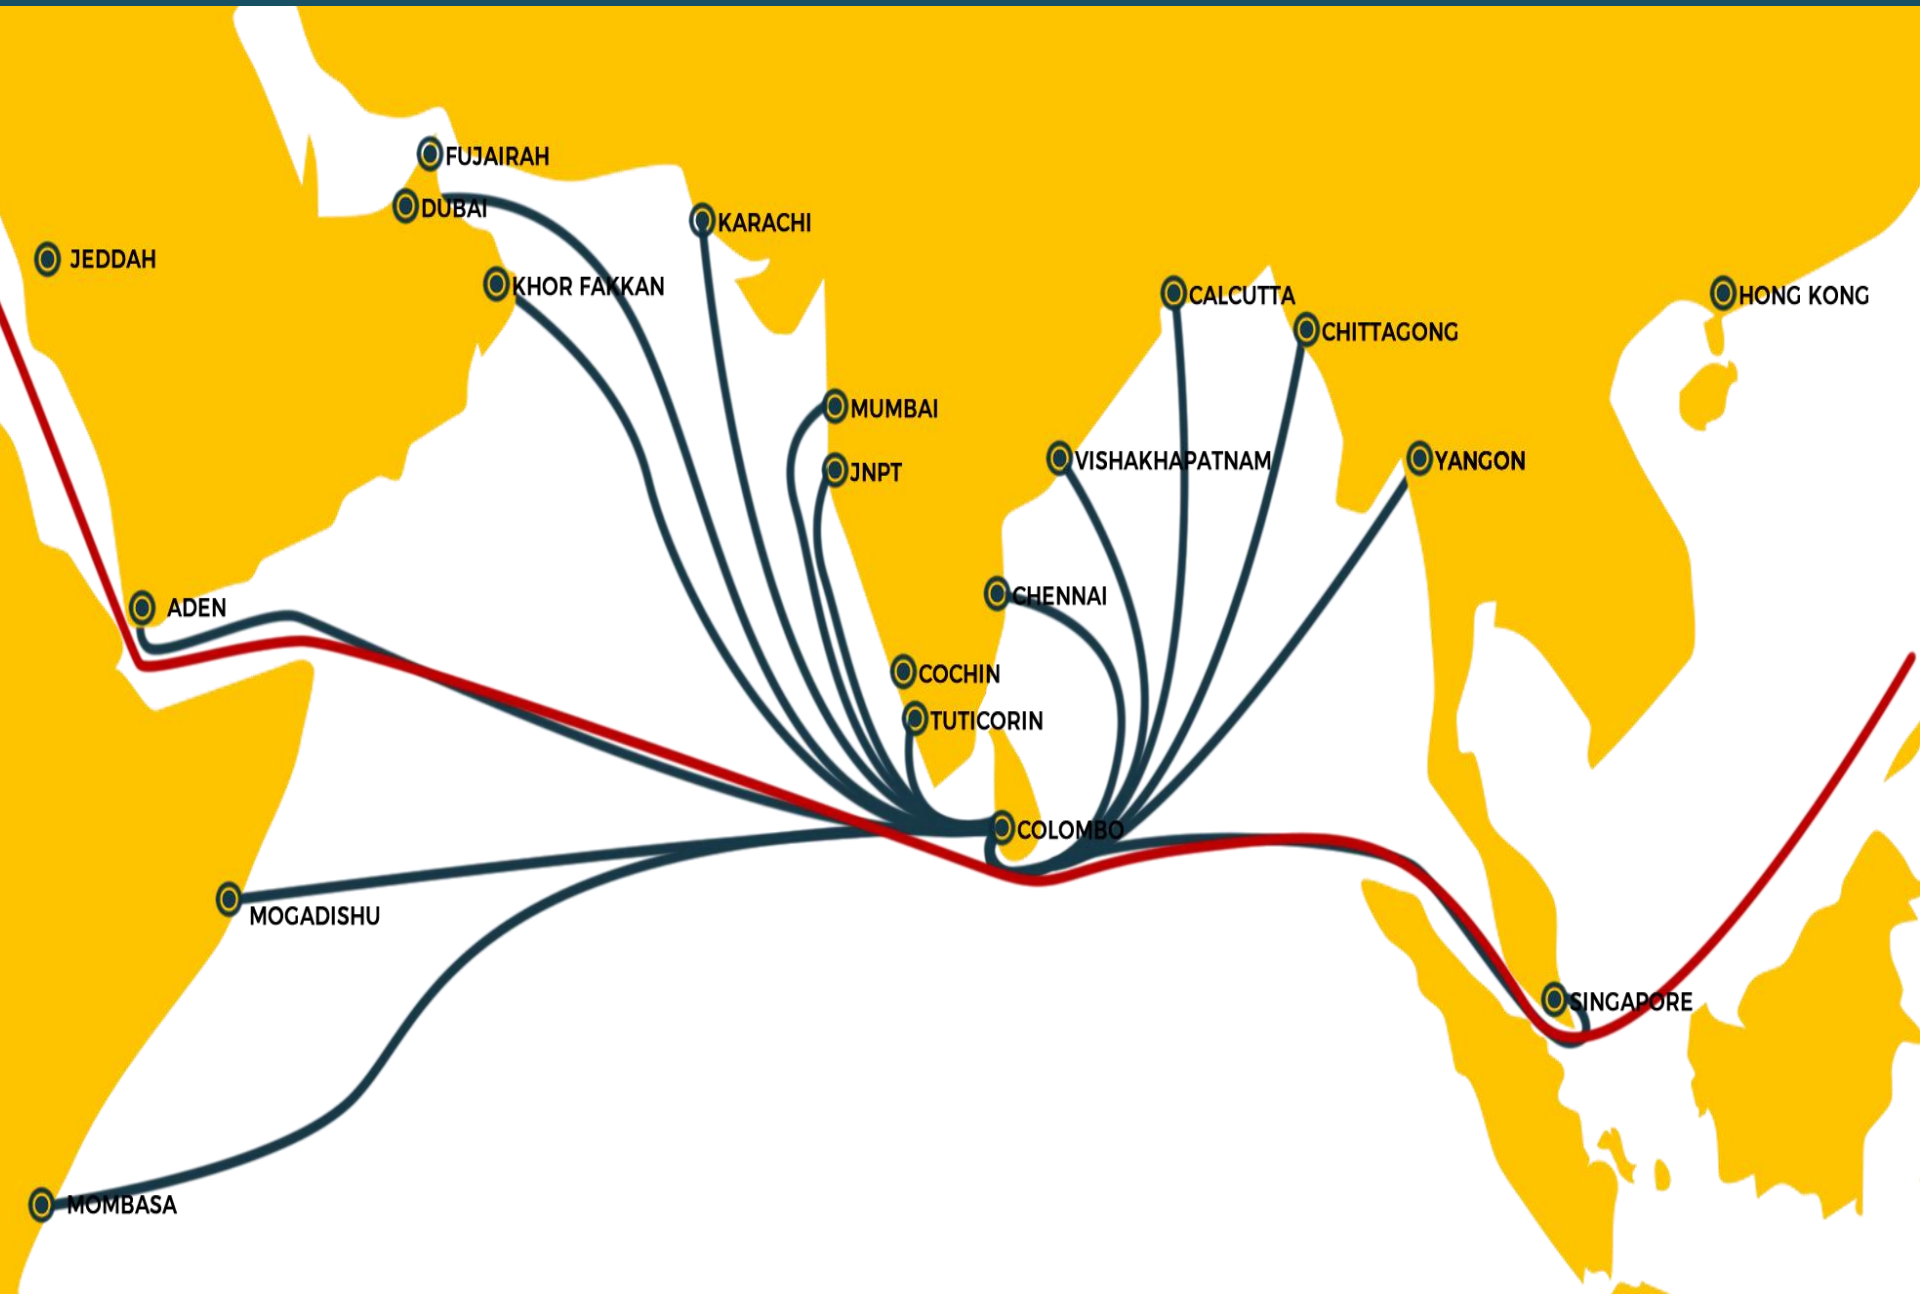 FUJAIRAH
DUBAI
KARACHI
JEDDAH
KHOR FAKKAN
CALCUTTA
HONG KONG
CHITTAGONG
MUMBAI
VISHAKHAPATNAM
YANGON
JNPT
CHENNAI
ADEN
COCHIN
TUTICORIN
COLOMBO
MOGADISHU
SINGAPORE
MOMBASA